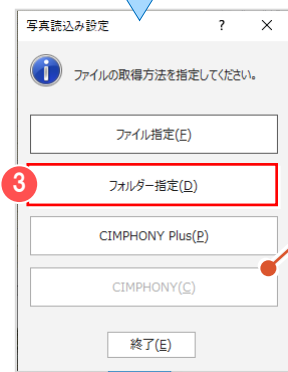 写真読込み設定 ? ×
ファイルの取得方法を指定してください。
ファイル指定(F)
3 フォルダー指定(D)
CIMPHONY Plus(P)
CIMPHONY(C)
終了(E)